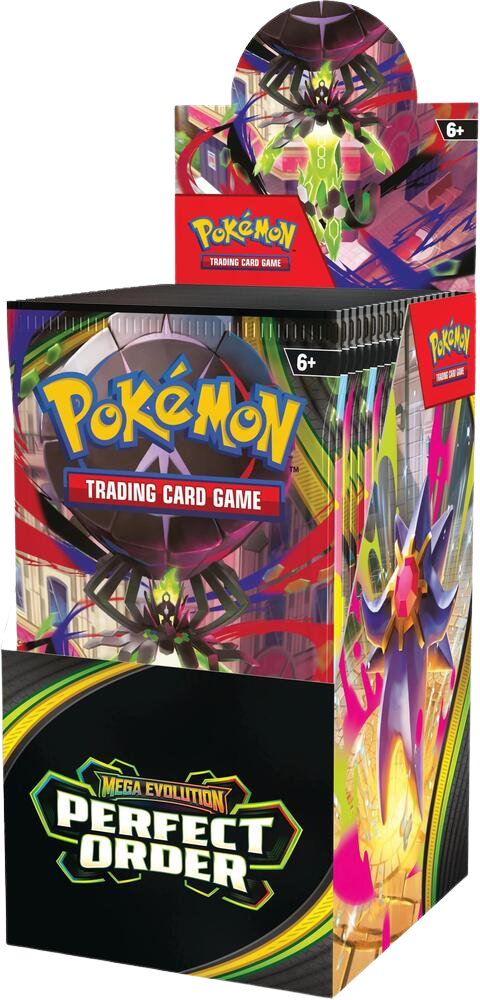 6+
POKéMON
TRADING CARD GAME
6+
POKéMON
TM
TRADING CARD GAME
POKéMON
TRADING CARD GAME
MEGA EVOLUTION
PERFECT
ORDER